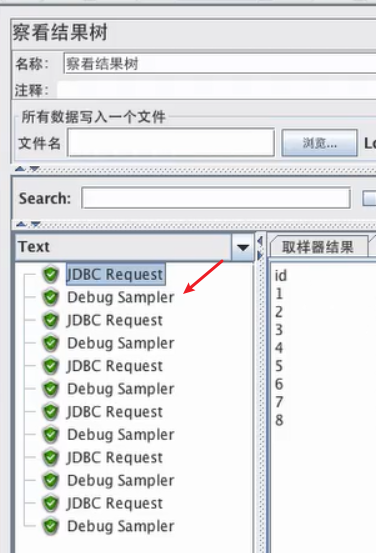 察看结果树
名称: 察看结果树
注释:
所有数据写入一个文件
文件名 浏览...
Search:
Text
取样器结果
JDBC Request
Debug Sampler
JDBC Request
Debug Sampler
JDBC Request
Debug Sampler
JDBC Request
Debug Sampler
JDBC Request
Debug Sampler
JDBC Request
Debug Sampler
id
1
2
3
4
5
6
7
8